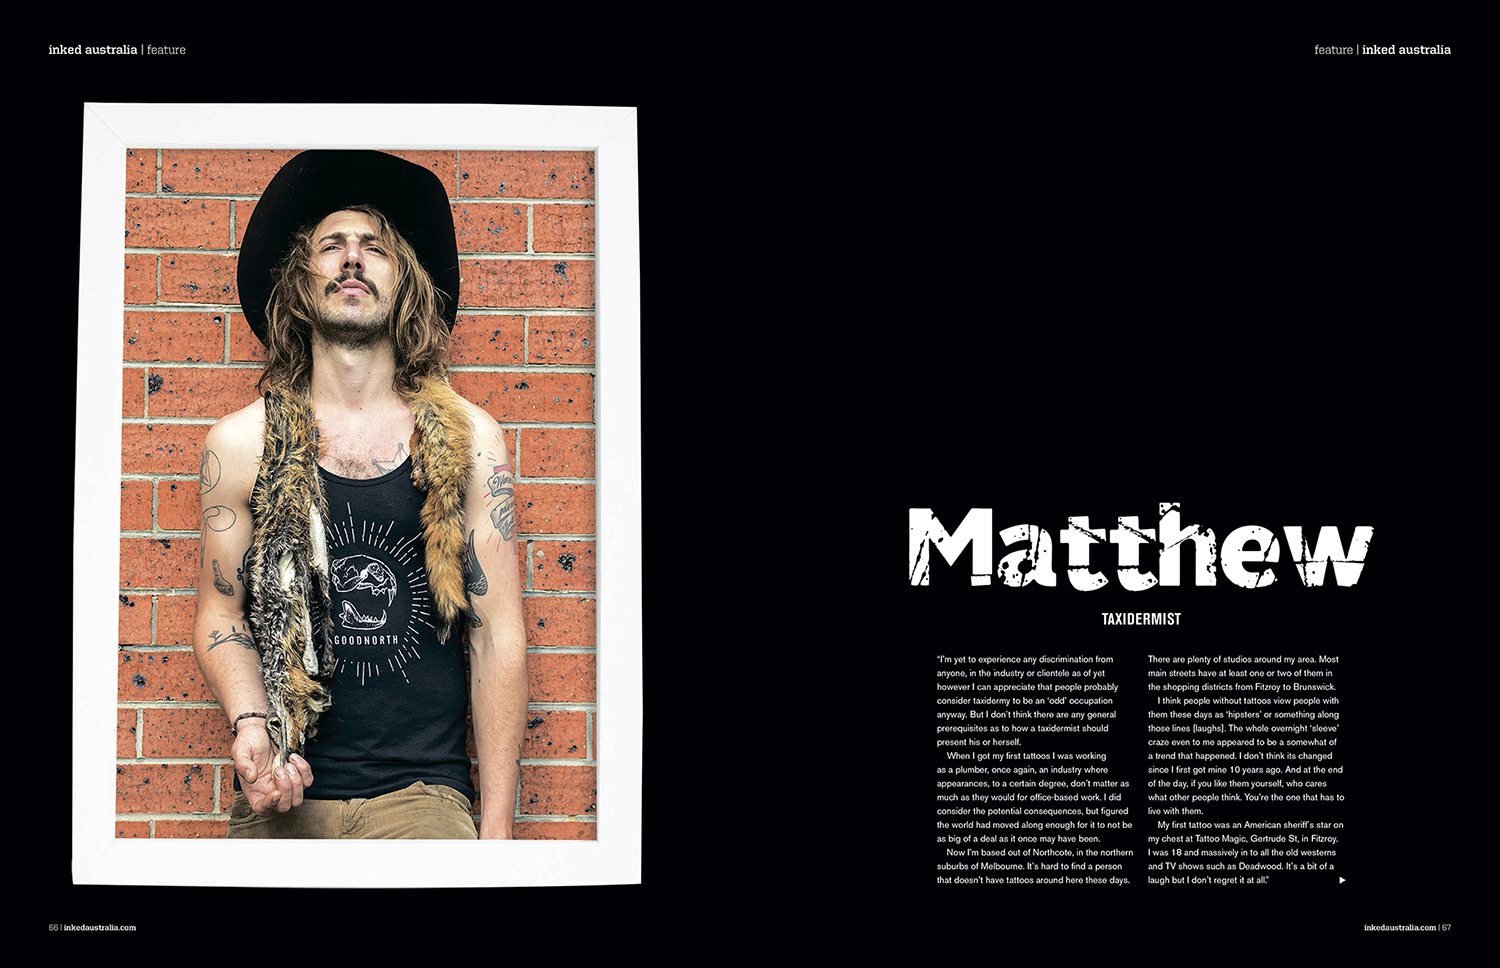 inked australia | feature
feature | inked australia
GOODNORTH
Matthew
TAXIDERMIST
“I’m yet to experience any discrimination from
anyone, in the industry or clientele as of yet
however I can appreciate that people probably
consider taxidermy to be an ‘odd’ occupation
anyway. But I don’t think there are any general
prerequisites as to how a taxidermist should
present his or herself.
When I got my first tattoos I was working
as a plumber, once again, an industry where
appearances, to a certain degree, don’t matter as
much as they would for office-based work. I did
consider the potential consequences, but figured
the world had moved along enough for it to not be
as big of a deal as it once may have been.
Now I’m based out of Northcote, in the northern
suburbs of Melbourne. It’s hard to find a person
that doesn’t have tattoos around here these days.
There are plenty of studios around my area. Most
main streets have at least one or two of them in
the shopping districts from Fitzroy to Brunswick.
I think people without tattoos view people with
them these days as ‘hipsters’ or something along
those lines [laughs]. The whole overnight ‘sleeve’
craze even to me appeared to be a somewhat of
a trend that happened. I don’t think its changed
since I first got mine 10 years ago. And at the end
of the day, if you like them yourself, who cares
what other people think. You’re the one that has to
live with them.
My first tattoo was an American sheriff’s star on
my chest at Tattoo Magic, Gertrude St, in Fitzroy.
I was 18 and massively in to all the old westerns
and TV shows such as Deadwood. It’s a bit of a
laugh but I don’t regret it at all.”
66 | inkedaustralia.com
inkedaustralia.com | 67